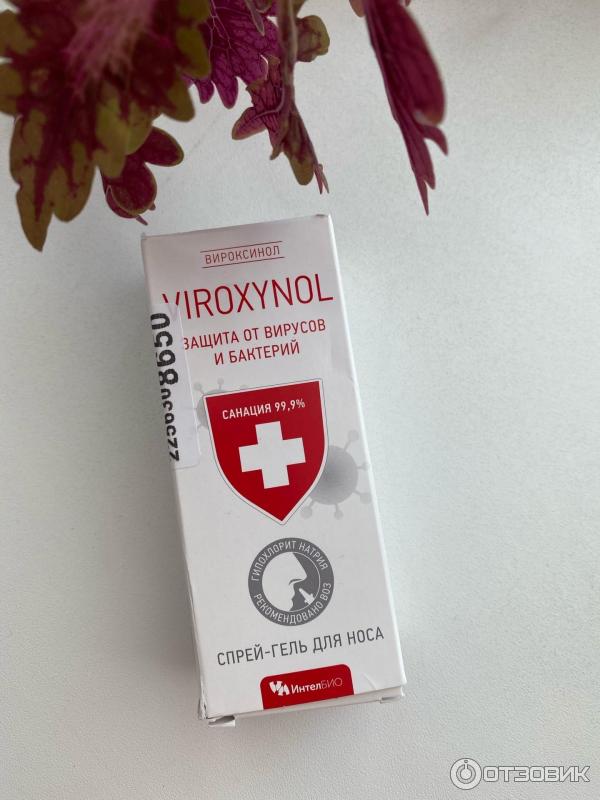 ВИРОКСИНОЛ
VIROXYNOL
ЗАЩИТА ОТ ВИРУСОВ
И БАКТЕРИЙ
САНАЦИЯ 99,9%
ГИПОХЛОРИТ НАТРИЯ
РЕКОМЕНДОВАНО ВОЗ
СПРЕЙ-ГЕЛЬ ДЛЯ НОСА
ИнтелБИО
ОТЗОВИК